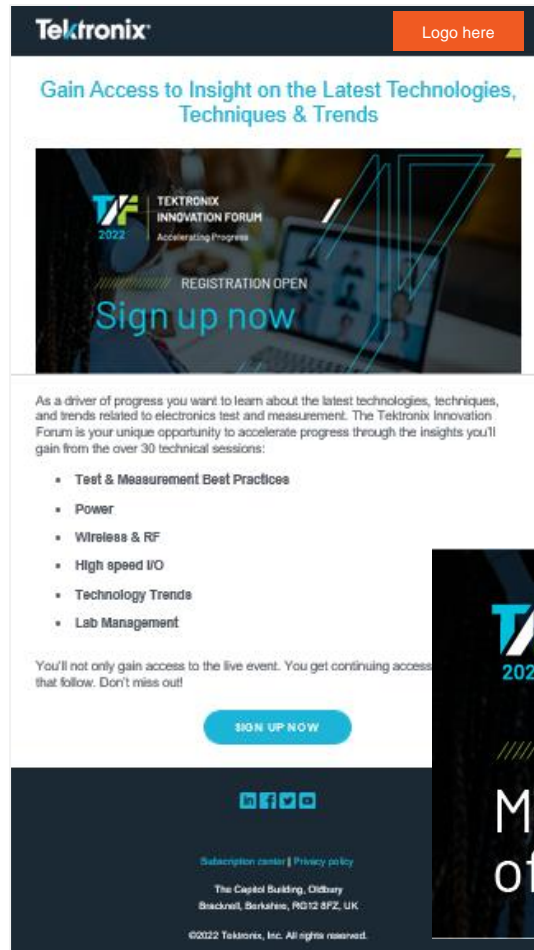 Tektronix
Logo here
Gain Access to Insight on the Latest Technologies,
Techniques & Trends
TEKTRONIX
INNOVATION FORUM
2022
Accelerating Progress
REGISTRATION OPEN
Sign up now
As a driver of progress you want to learn about the latest technologies, techniques,
and trends related to electronics test and measurement. The Tektronix Innovation
Forum is your unique opportunity to accelerate progress through the insights you'll
gain from the over 30 technical sessions:
Test & Measurement Best Practices
Power
Wireless & RF
High speed I/O
Technology Trends
Lab Management
You'll not only gain access to the live event. You get continuing access
that follow. Don't miss out!
SIGN UP NOW
Subscription center | Privacy policy
The Capitol Building, Oldbury
Bracknell, Berkshire, RG12 8FZ, UK
©2022 Tektronix, Inc. All rights reserved.
202
M
of